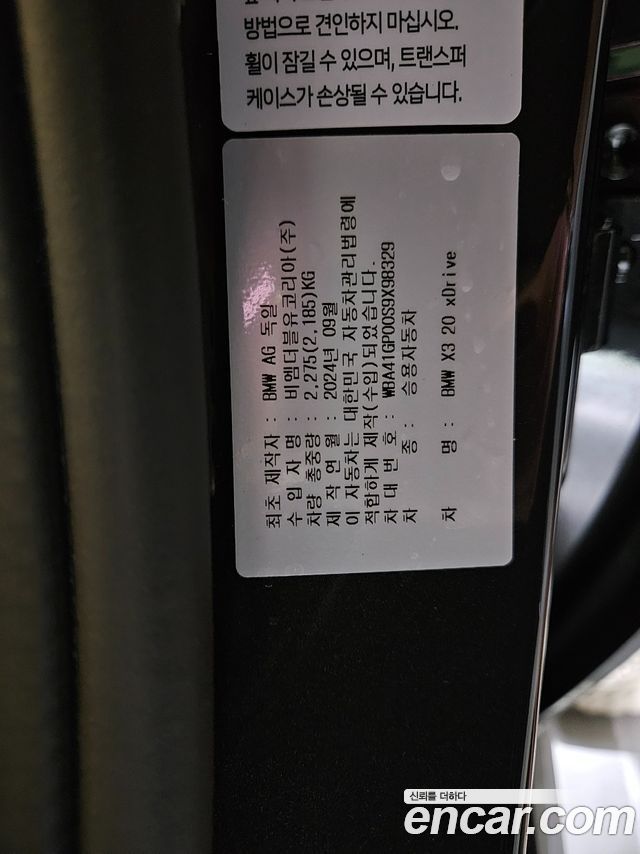 방법으로 견인하지 마십시오.
휠이 잠길 수 있으며, 트랜스퍼
케이스가 손상될 수 있습니다.
최초 제작자 : BMW AG 독일
수 입 자 명 : 비엠더블유코리아(주)
차량 총중량 : 2,275(2,185)KG
제 작 연 월 : 2024년 09월
이 자동차는 대한민국 자동차관리법령에
적합하게 제작(수입)되었습니다.
차 대 번 호 : WBA41GP00S9X98329
차 종 : 승용자동차
차 명 : BMW X3 20 xDrive
신뢰를 더하다
encar.com